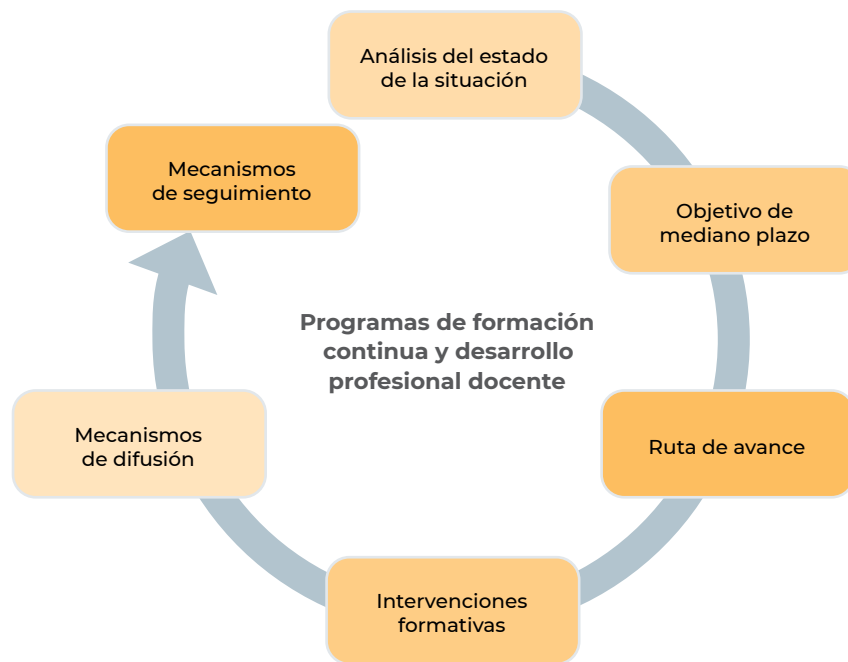 Análisis del estado
de la situación
Objetivo de
mediano plazo
Ruta de avance
Intervenciones
formativas
Mecanismos
de difusión
Mecanismos
de seguimiento
Programas de formación
continua y desarrollo
profesional docente